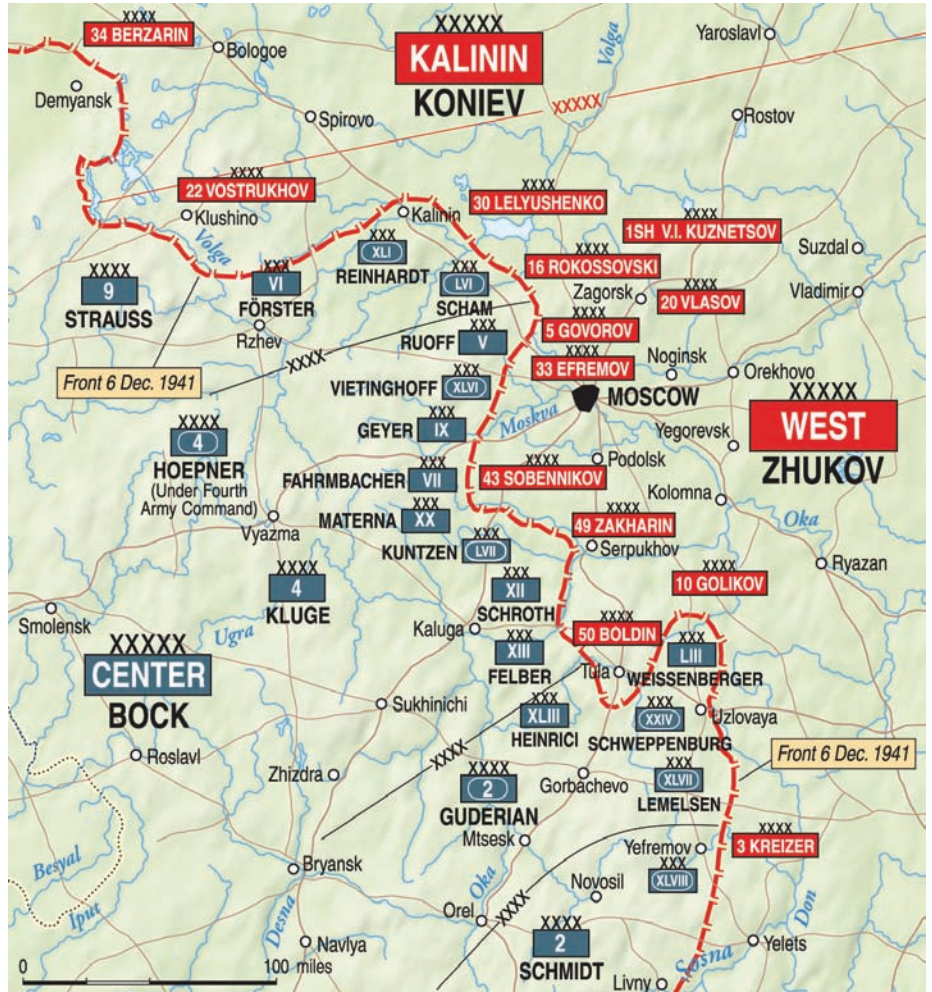 XXXX
34 BERZARIN
Bologoe
Demyansk
XXXXX
KALININ
KONIEV
Volga
Yaroslavl
XXXXX
Spirovo
Rostov
XXXX
22 VOSTRUKHOV
Klushino
Volga
Kalinin
XXXX
30 LELYUSHENKO
XXXX
1SH V.I. KUZNETSOV
Suzdal
XXXX
9
STRAUSS
XXX
VI
FÖRSTER
Rzhev
XXX
XLI
REINHARDT
XXX
LVI
SCHAM
XXXX
16 ROKOSSOVSKI
Zagorsk
XXXX
20 VLASOV
Vladimir
XXX
RUOFF V
XXXX
5 GOVOROV
XXXX
Front 6 Dec. 1941
XXX
VIETINGHOFF XLVI
XXXX
33 EFREMOV
Noginsk
Orekhovo
MOSCOW
Moskva
XXXX
4
HOEPNER
(Under Fourth
Army Command)
Vyazma
XXX
GEYER IX
XXXXX
WEST
ZHUKOV
Yegorevsk
XXX
FAHRMBACHER VII
XXXX
43 SOBENNIKOV
Podolsk
Kolomna
XXX
MATERNA XX
XXX
KUNTZEN LVII
XXXX
49 ZAKHARIN
Serpukhov
Oka
Ryazan
XXXX
4
KLUGE
XXX
XII
SCHROTH
XXXX
10 GOLIKOV
Smolensk
Ugra
Kaluga
XXX
XIII
FELBER
XXXX
50 BOLDIN
Tula
XXX
LIII
WEISSENBERGER
XXXXX
CENTER
BOCK
Sukhinichi
XXX
XLIII
HEINRICI
XXX
XXIV
SCHWEPPENBURG
Uzlovaya
Roslavl
Zhizdra
XXXX
XXXX
2
GUDERIAN
Gorbachevo
XXX
XLVII
LEMELSEN
Front 6 Dec. 1941
Mtsesk
Yefremov
XXXX
3 KREIZER
Besyal
Iput
Bryansk
Desna
Oka
XXXX
XXX
XLVIII
Novosil
Don
Orel
XXXX
2
SCHMIDT
Navlya
Sosna
Yelets
Livny
0
100
miles